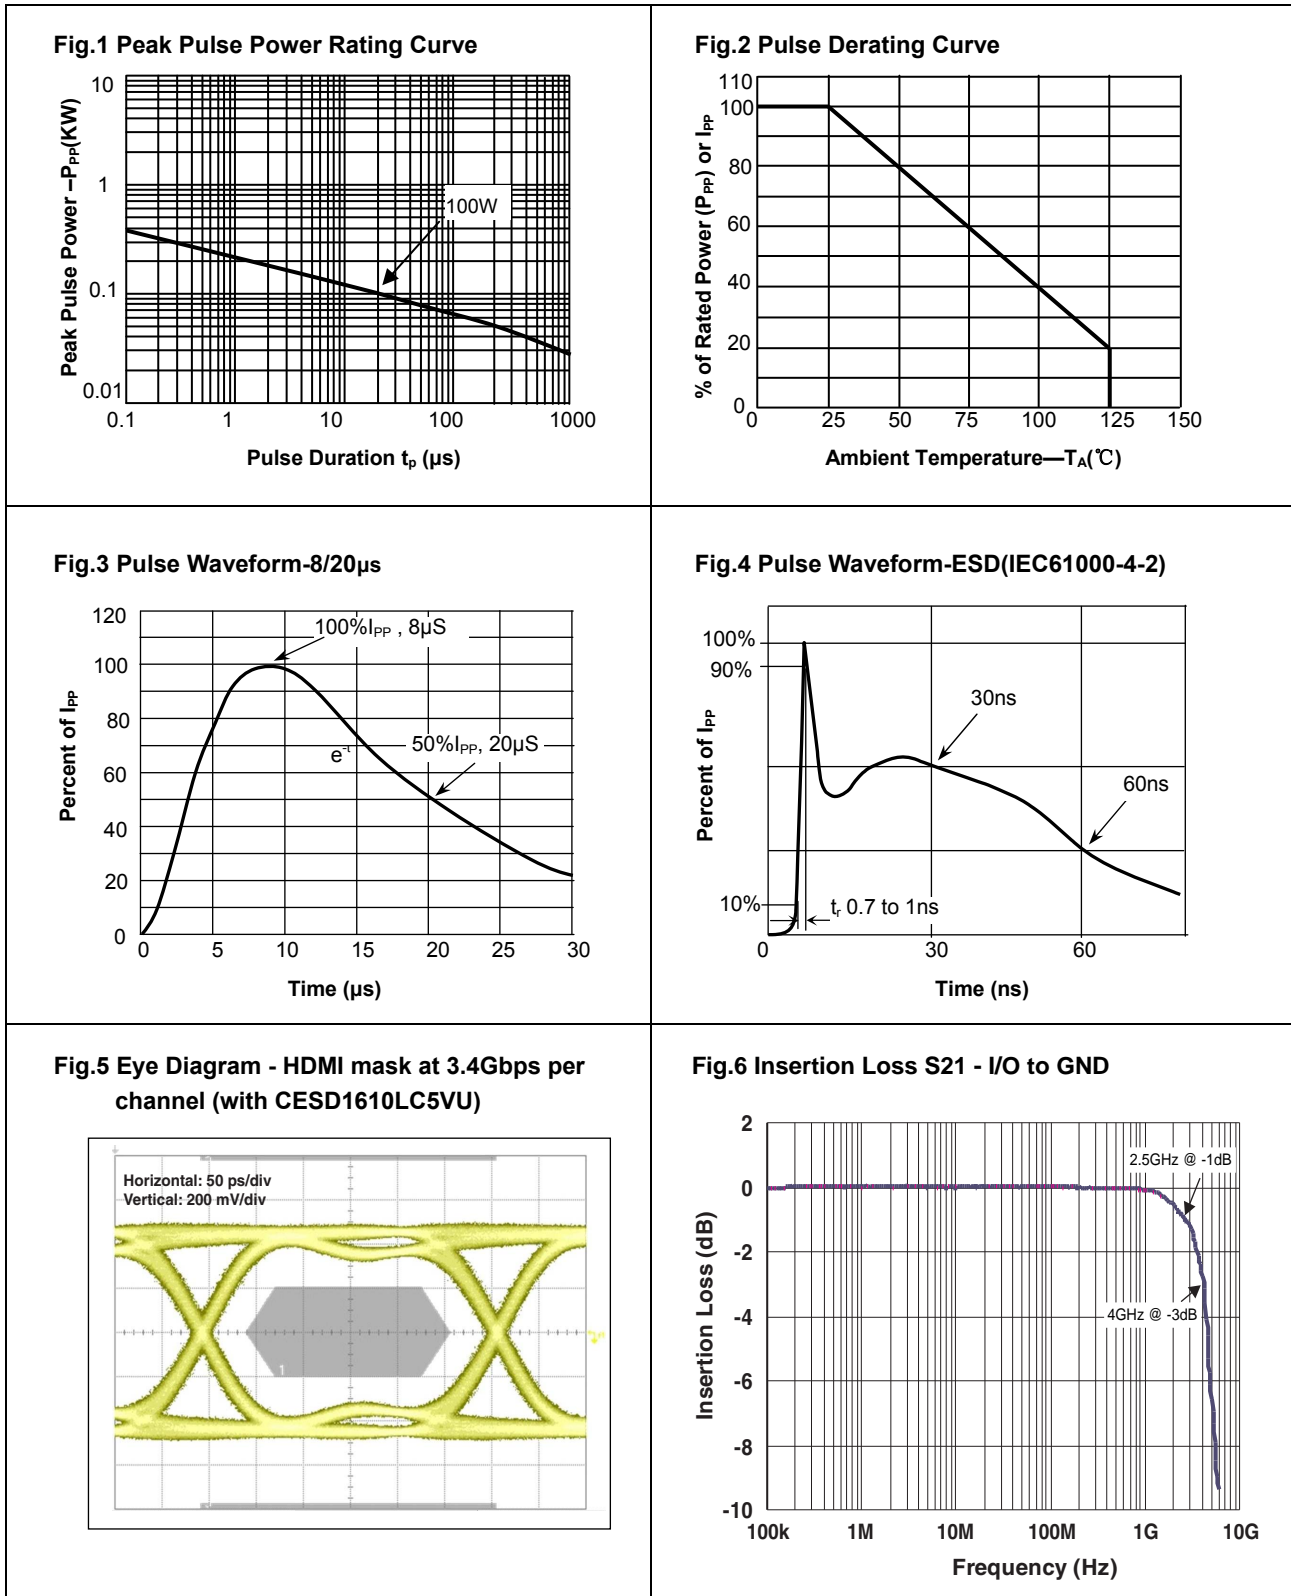 Fig.1 Peak Pulse Power Rating Curve
Peak Pulse Power –PPP(KW)
10
1
0.1
0.01
100W
0.1 1 10 100 1000
Pulse Duration tp (µs)
Fig.2 Pulse Derating Curve
% of Rated Power (PPP) or IPP
110
100
80
60
40
20
0
0 25 50 75 100 125 150
Ambient Temperature—TA(℃)
Fig.3 Pulse Waveform-8/20µs
Percent of IPP
120
100
80
60
40
20
0
100%IPP , 8µS
e-t
50%IPP, 20µS
0 5 10 15 20 25 30
Time (µs)
Fig.4 Pulse Waveform-ESD(IEC61000-4-2)
Percent of IPP
100%
90%
10%
30ns
60ns
tr 0.7 to 1ns
0 30 60
Time (ns)
Fig.5 Eye Diagram - HDMI mask at 3.4Gbps per
channel (with CESD1610LC5VU)
Horizontal: 50 ps/div
Vertical: 200 mV/div
1
Fig.6 Insertion Loss S21 - I/O to GND
Insertion Loss (dB)
2
0
-2
-4
-6
-8
-10
2.5GHz @ -1dB
4GHz @ -3dB
100k 1M 10M 100M 1G 10G
Frequency (Hz)